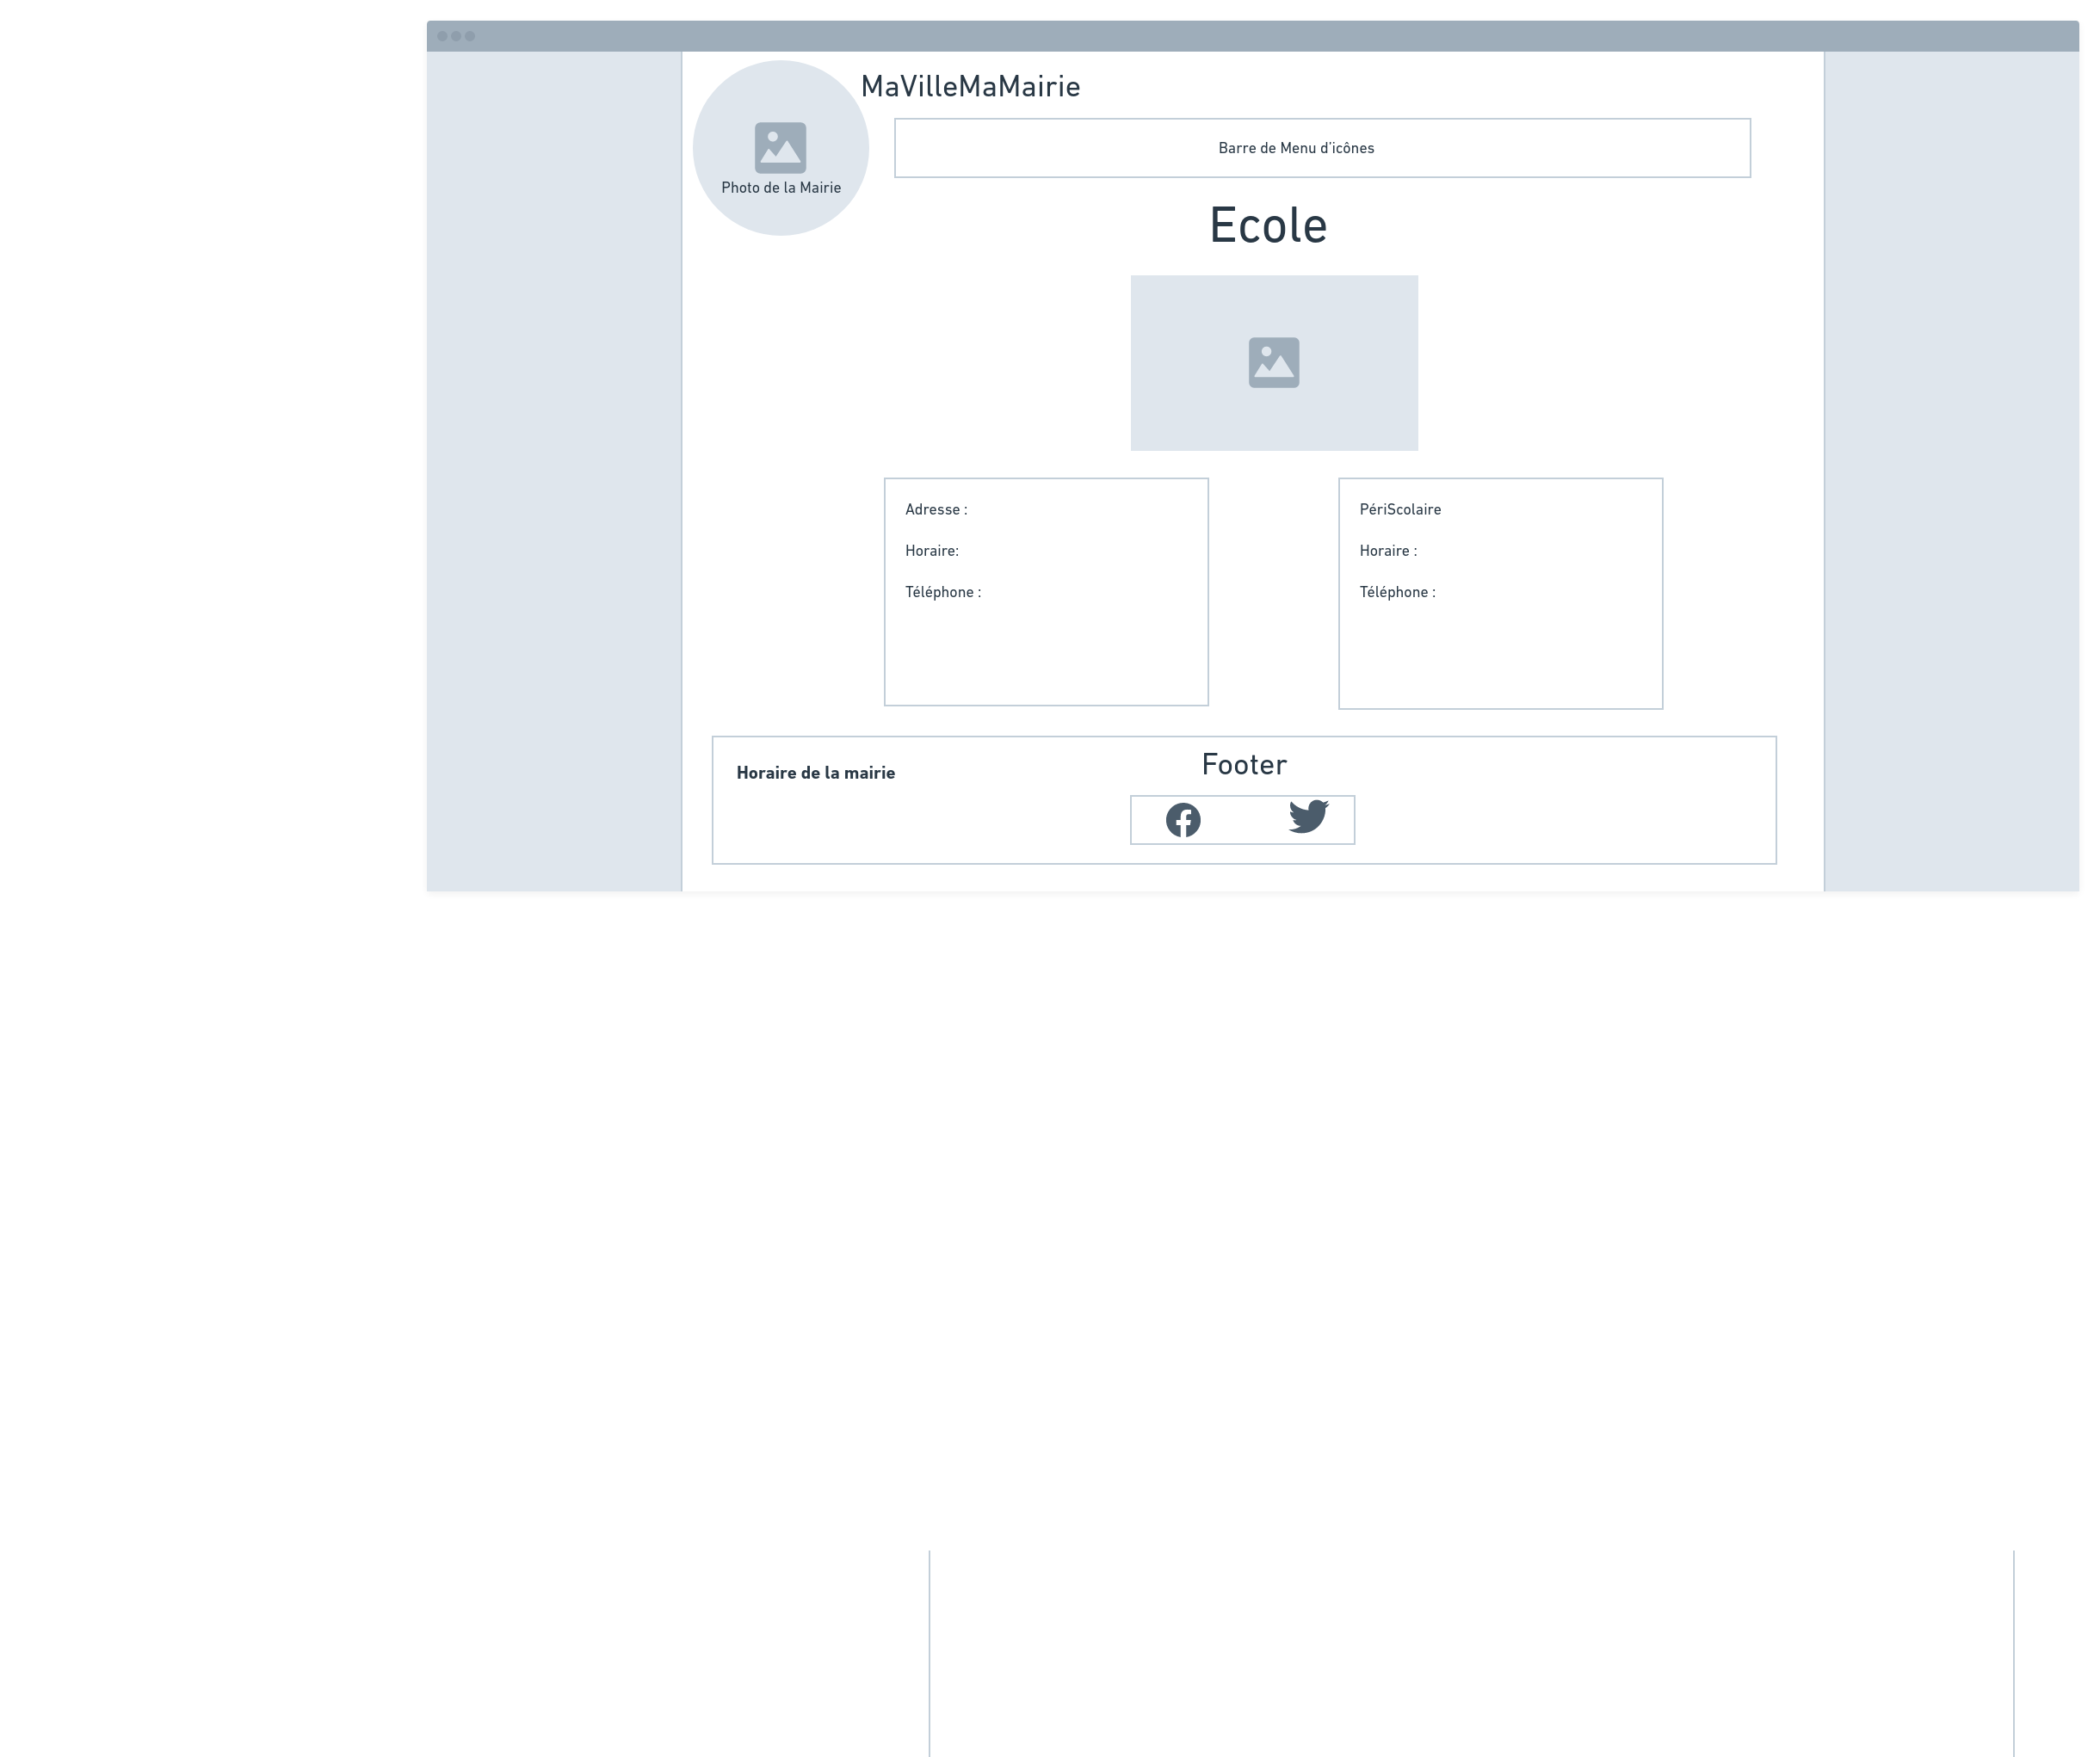 MaVilleMaMairie
Barre de Menu d'icônes
Photo de la Mairie
Ecole
Adresse :
Horaire:
Téléphone :
PériScolaire
Horaire :
Téléphone :
Footer
Horaire de la mairie